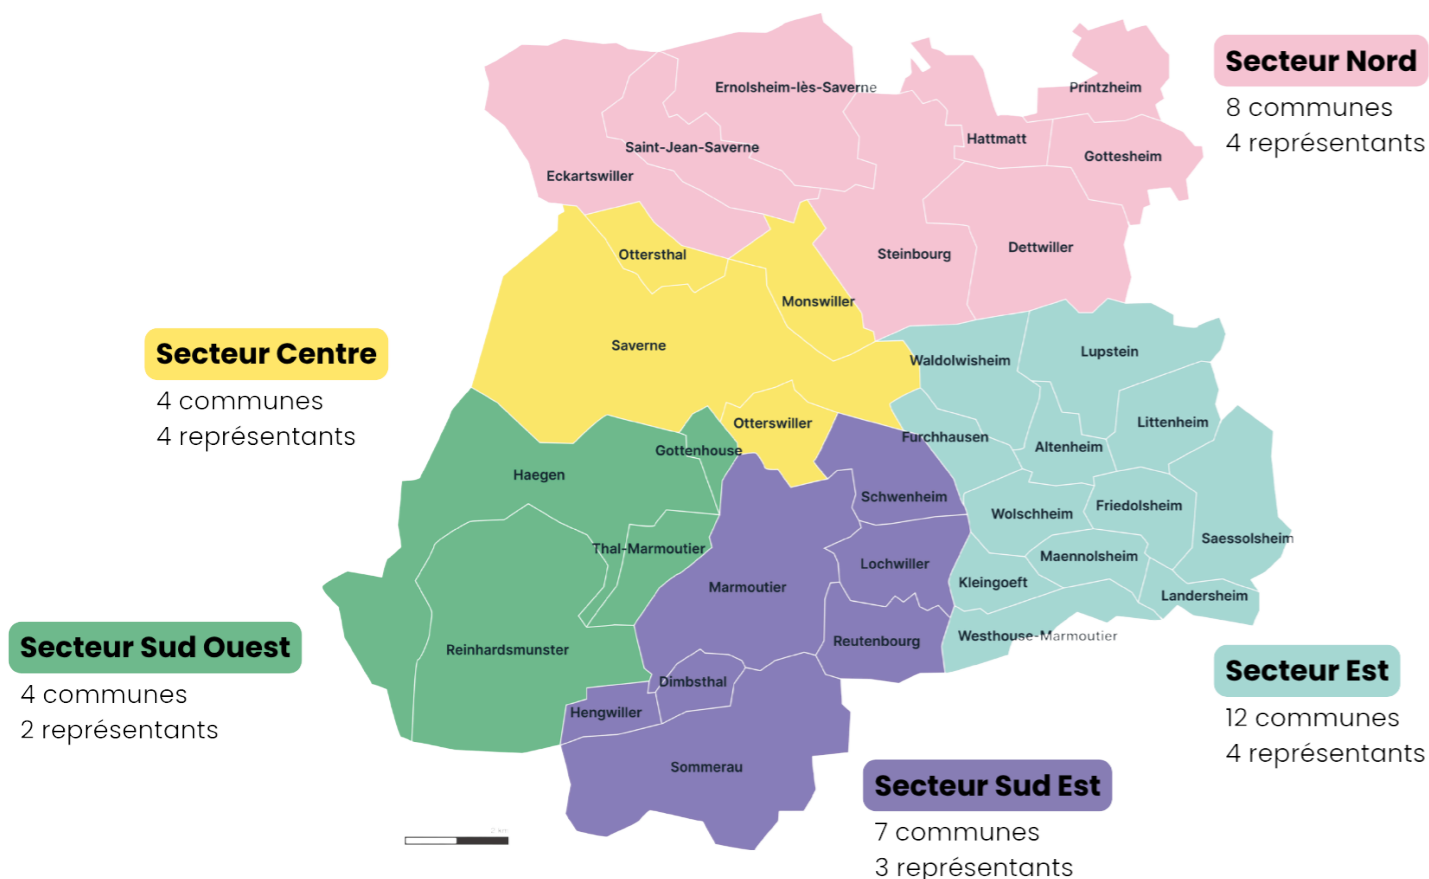 Secteur Nord
8 communes
4 représentants
Ernolsheim-lès-Saverne
Printzheim
Saint-Jean-Saverne
Hattmatt
Gottesheim
Eckartswiller
Ottersthal
Steinbourg
Dettwiller
Monswiller
Secteur Centre
4 communes
4 représentants
Saverne
Waldolwisheim
Lupstein
Otterswiller
Furchhausen
Littenheim
Altenheim
Gottenhouse
Haegen
Schwenheim
Wolschheim
Friedolsheim
Saessolsheim
Thal-Marmoutier
Maennolsheim
Lochwiller
Marmoutier
Kleingoeft
Landersheim
Westhouse-Marmoutier
Reutenbourg
Secteur Sud Ouest
4 communes
2 représentants
Reinhardsmunster
Dimbsthal
Hengwiller
Secteur Est
12 communes
4 représentants
Sommerau
Secteur Sud Est
7 communes
3 représentants